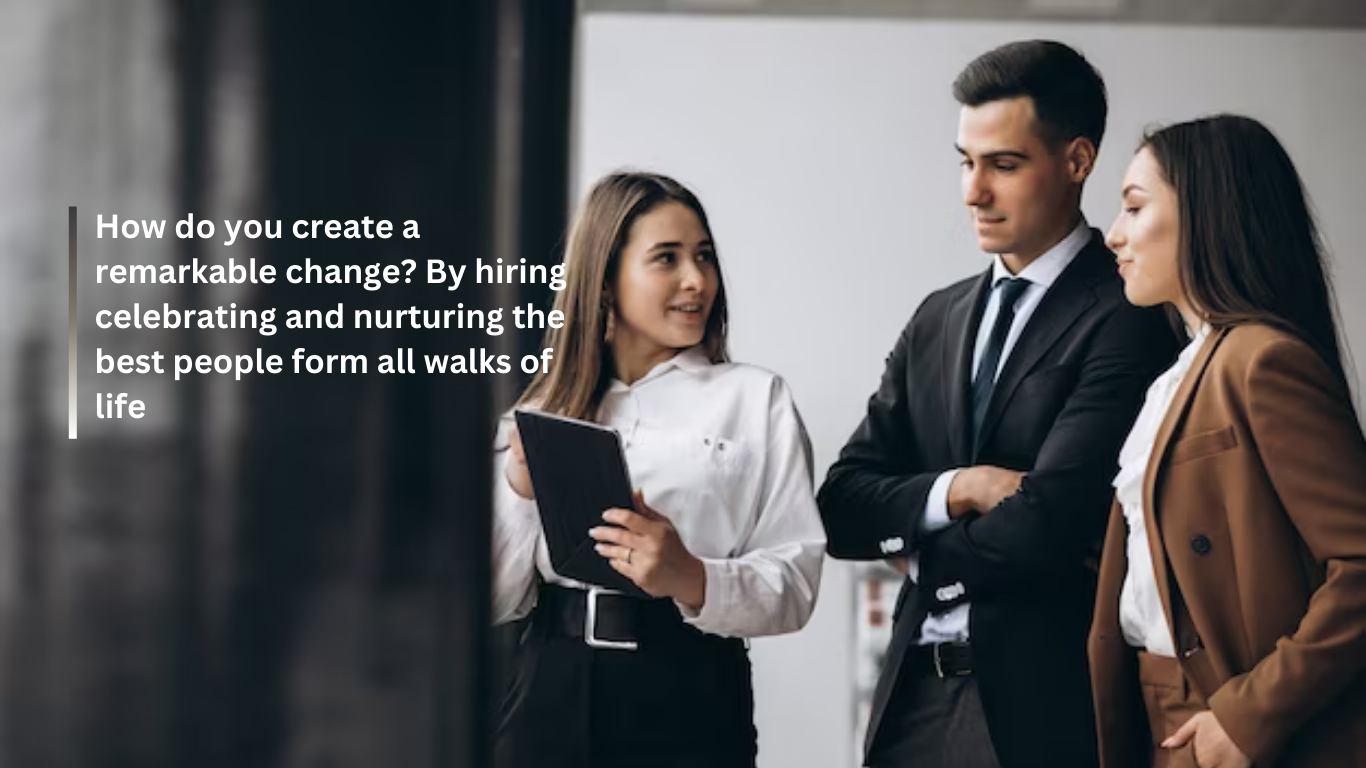 How do you create a
remarkable change? By hiring
celebrating and nurturing the
best people form all walks of
life